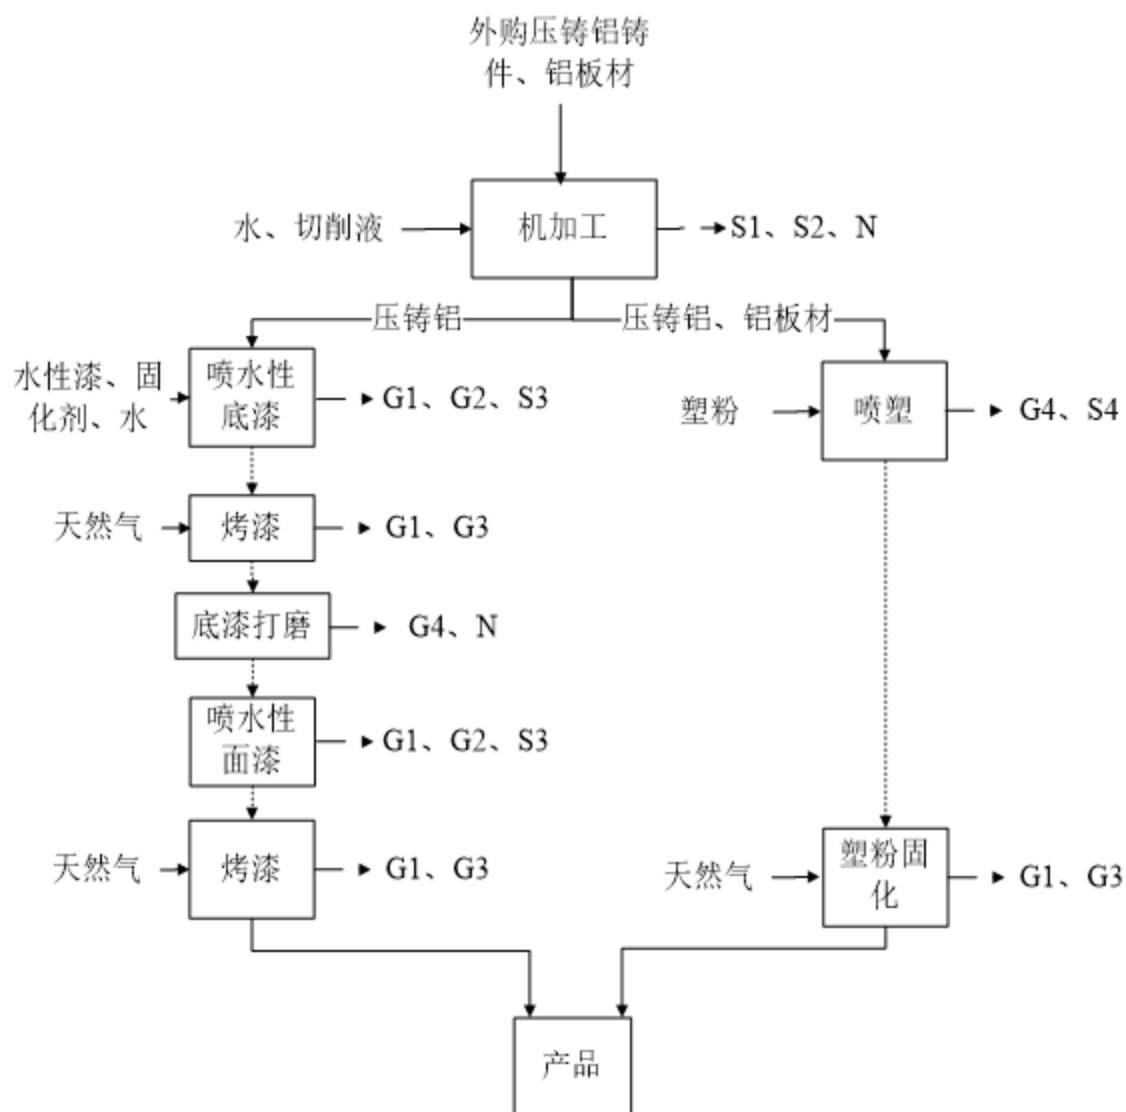 外购压铸铝铸
件、铝板材
水、切削液
机加工
S1、S2、N
压铸铝
压铸铝、铝板材
水性漆、固
化剂、水
喷水性
底漆
G1、G2、S3
塑粉
喷塑
G4、S4
天然气
烤漆
G1、G3
底漆打磨
G4、N
喷水性
面漆
G1、G2、S3
天然气
烤漆
G1、G3
天然气
塑粉固
化
G1、G3
产品